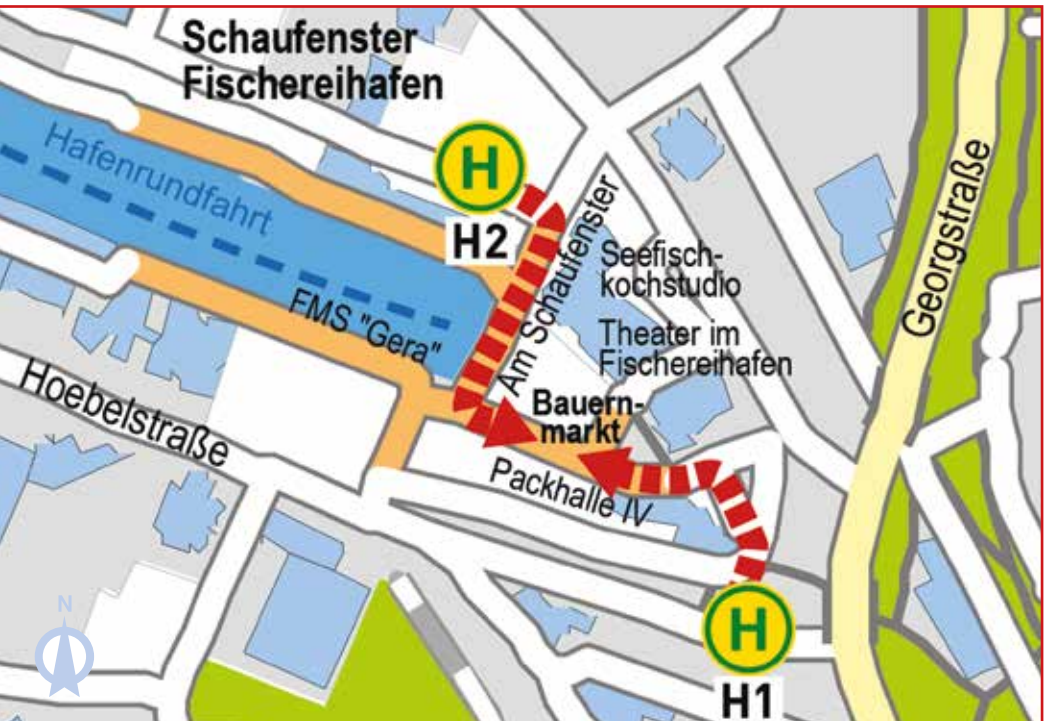 Schaufenster
Fischereihafen
H
H2
Hafenrundfahrt
Am Schaufenster
Seefisch-
kochstudio
Georgstraße
FMS "Gera"
Theater im
Fischereihafen
Hoebelstraße
Bauern-
markt
Packhalle IV
N
H
H1